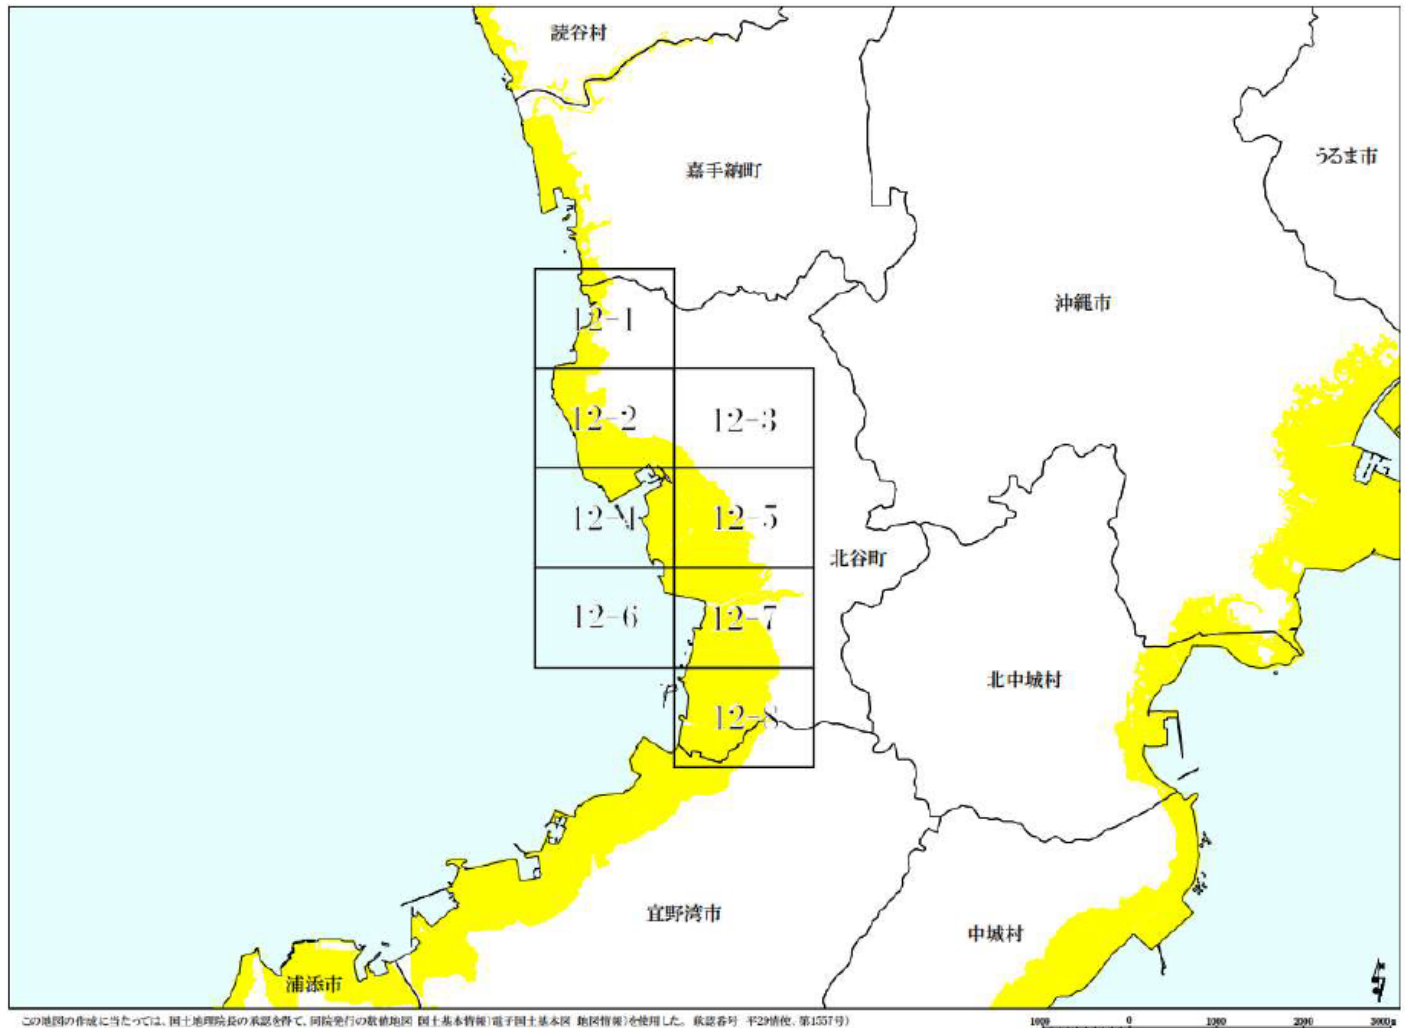 読谷村
嘉手納町
うるま市
沖縄市
12-1
12-2
12-3
12-4
12-5
北谷町
12-6
12-7
北中城村
12-8
宜野湾市
中城村
浦添市
この地図の作成に当たっては、国土地理院長の承認を得て、同院発行の数値地図(国土基本情報)電子国土基本図(地図情報)を使用した。(承認番号 平29情使、第1557号)
1000 0 1000 2000 3000m